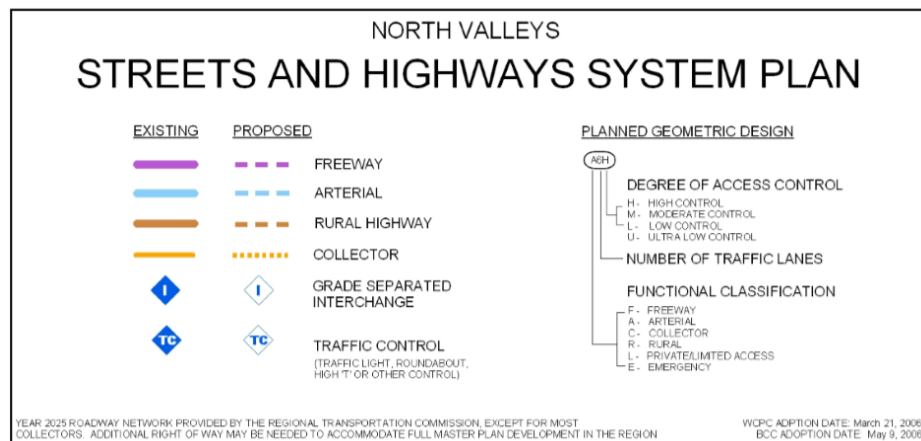 NORTH VALLEYS
STREETS AND HIGHWAYS SYSTEM PLAN
EXISTING PROPOSED
FREEWAY
ARTERIAL
RURAL HIGHWAY
COLLECTOR
I I GRADE SEPARATED
INTERCHANGE
TC TC TRAFFIC CONTROL
(TRAFFIC LIGHT, ROUNDABOUT,
HIGH 'T' OR OTHER CONTROL)
PLANNED GEOMETRIC DESIGN
A6H
DEGREE OF ACCESS CONTROL
H - HIGH CONTROL
M - MODERATE CONTROL
L - LOW CONTROL
U - ULTRA LOW CONTROL
NUMBER OF TRAFFIC LANES
FUNCTIONAL CLASSIFICATION
F - FREEWAY
A - ARTERIAL
C - COLLECTOR
R - RURAL
L - PRIVATE/LIMITED ACCESS
E - EMERGENCY
YEAR 2025 ROADWAY NETWORK PROVIDED BY THE REGIONAL TRANSPORTATION COMMISSION, EXCEPT FOR MOST
COLLECTORS. ADDITIONAL RIGHT OF WAY MAY BE NEEDED TO ACCOMMODATE FULL MASTER PLAN DEVELOPMENT IN THE REGION
WCPC ADPTION DATE: March 21, 2006
BCC ADOPTION DATE: May 9, 2006